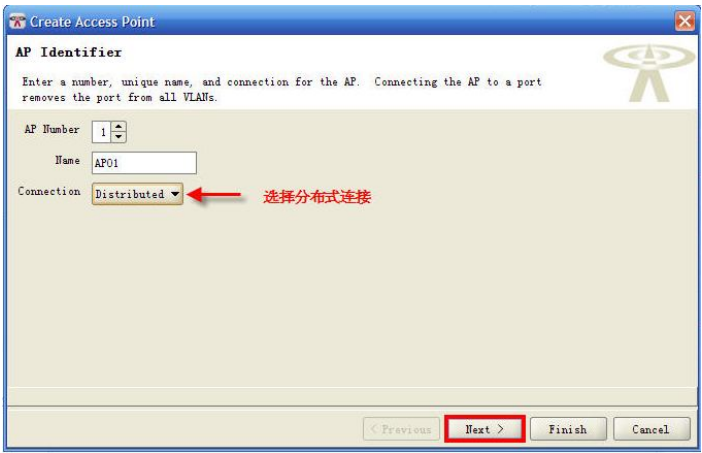 Create Access Point
AP Identifier
Enter a number, unique name, and connection for the AP. Connecting the AP to a port
removes the port from all VLANs.
AP Number 1
Name AP01
Connection Distributed 选择分布式连接
< Previous Next > Finish Cancel